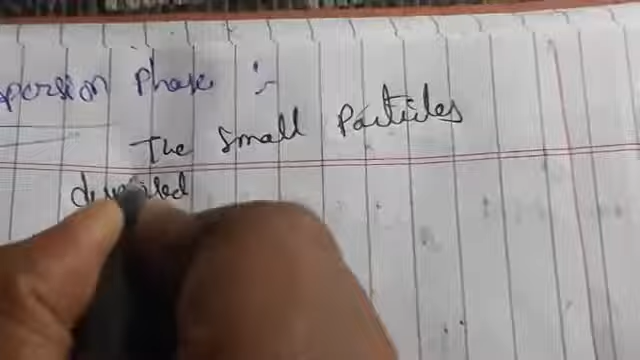 persion Phase :-
The Small Particles